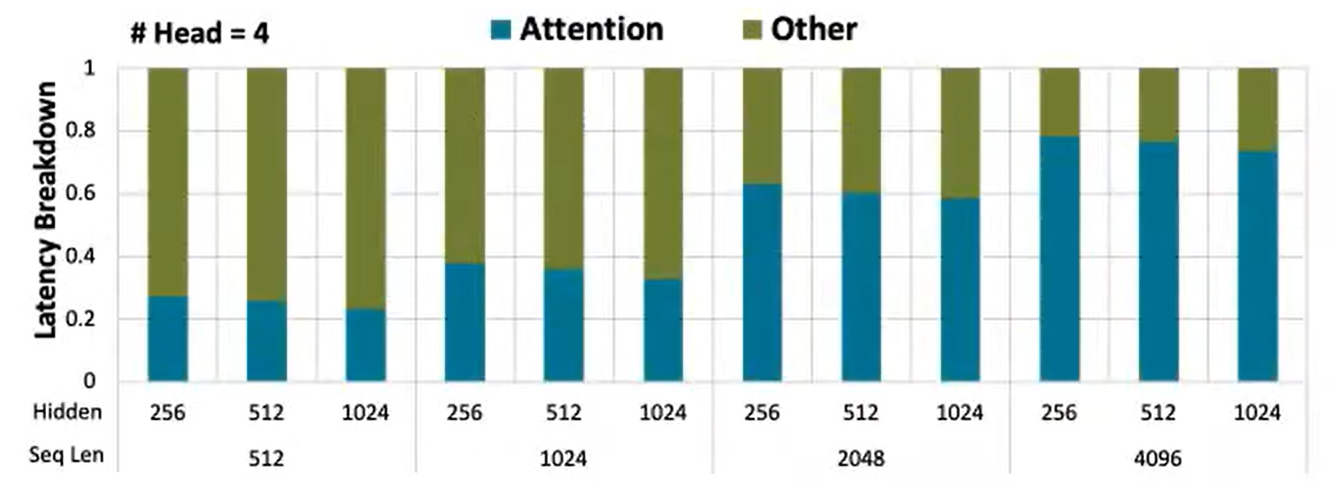 # Head = 4
Attention
Other
Latency Breakdown
1
0.8
0.6
0.4
0.2
0
Hidden 256 512 1024 256 512 1024 256 512 1024 256 512 1024
Seq Len 512 1024 2048 4096